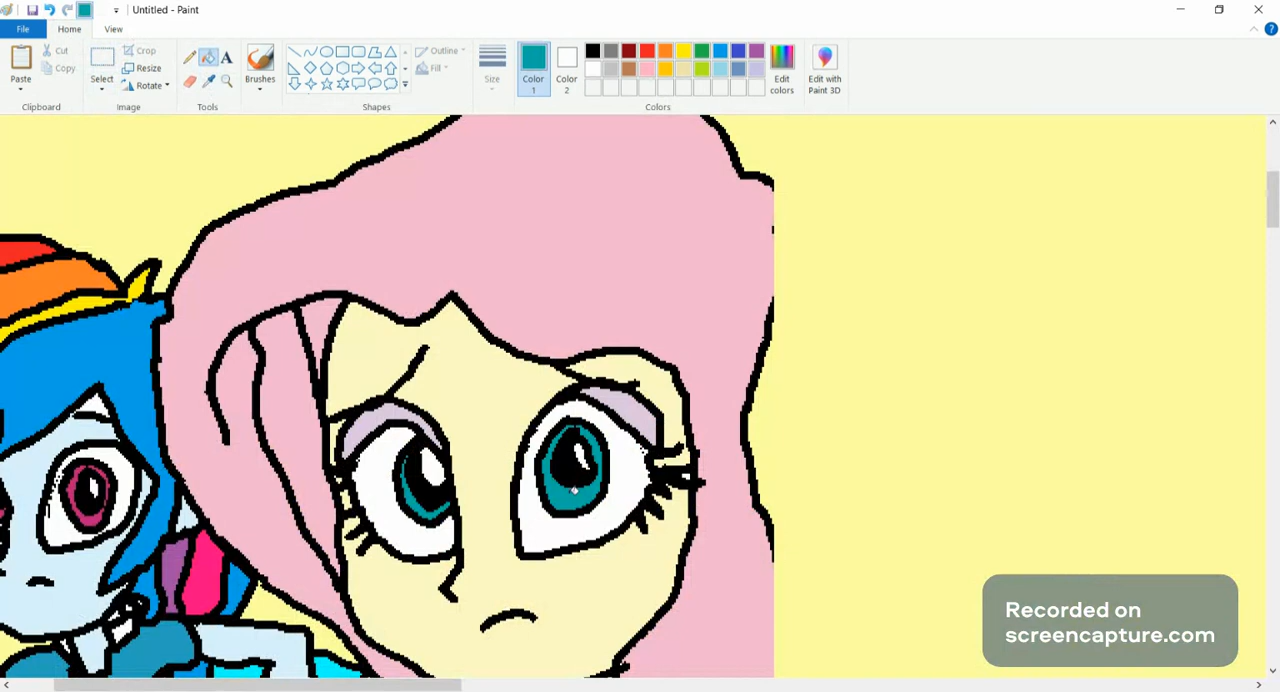 Untitled - Paint
File Home View
Paste
Cut
Copy
Clipboard
Select
Crop
Resize
Rotate
Image
Tools
Brushes
Shapes
Outline
Fill
Size
Color
1
Color
2
Edit
colors
Edit with
Paint 3D
Colors
Recorded on
screencapture.com